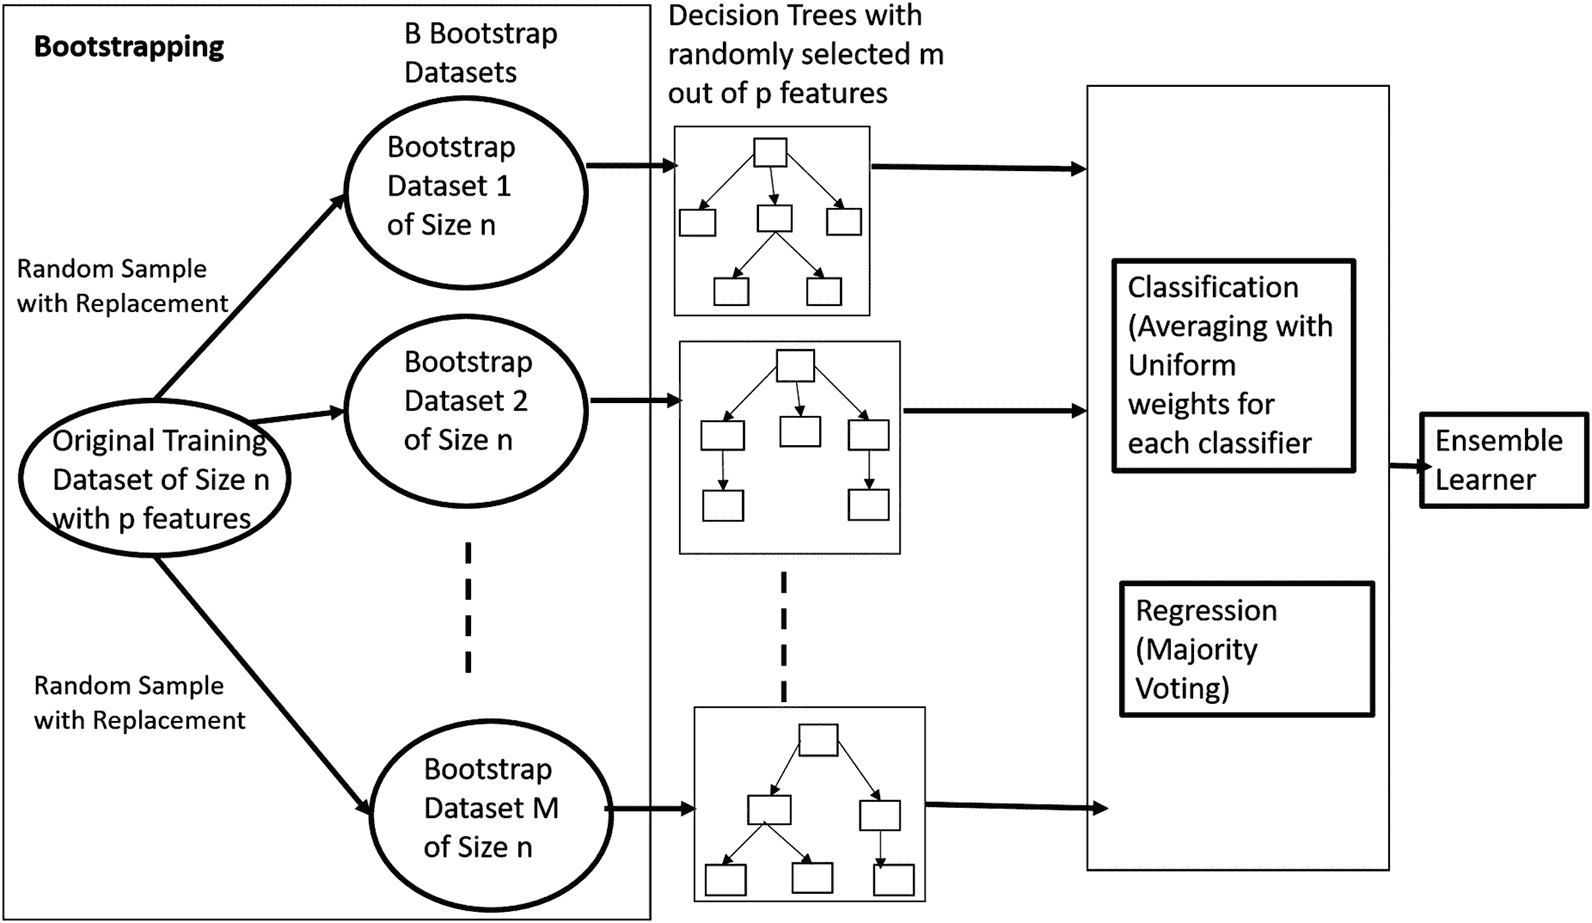 Bootstrapping
B Bootstrap
Datasets
Decision Trees with
randomly selected m
out of p features
Bootstrap
Dataset 1
of Size n
Random Sample
with Replacement
Bootstrap
Dataset 2
of Size n
Original Training
Dataset of Size n
with p features
Random Sample
with Replacement
Bootstrap
Dataset M
of Size n
Classification
(Averaging with
Uniform
weights for
each classifier
Regression
(Majority
Voting)
Ensemble
Learner